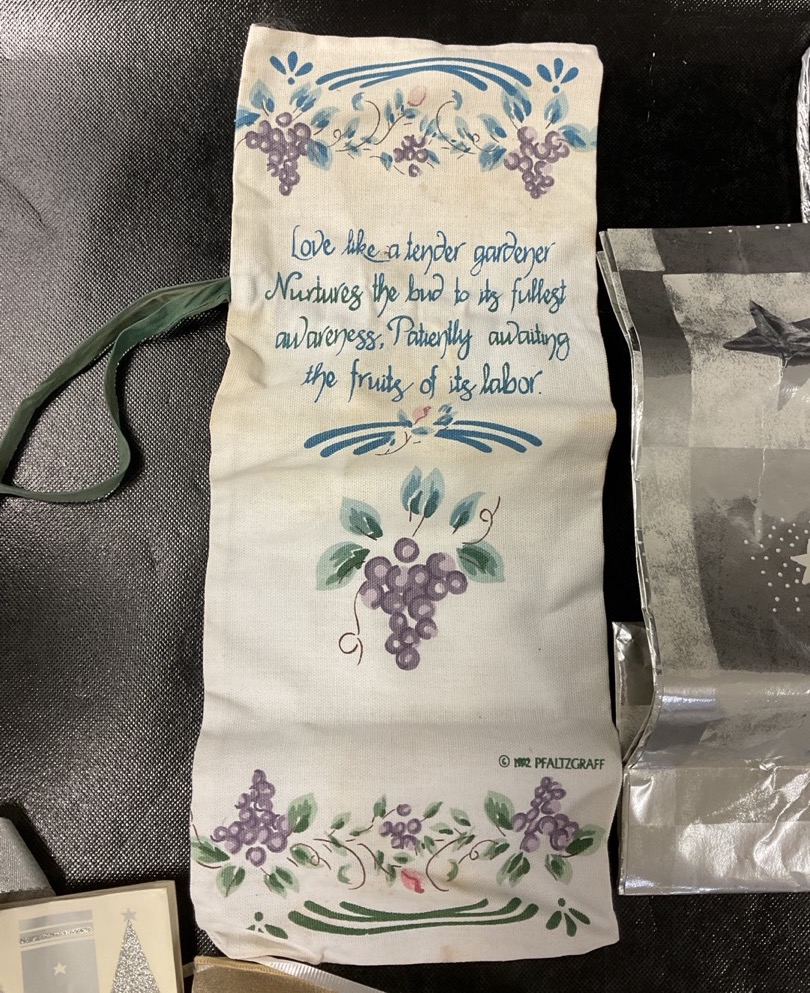 Love like a tender gardener
Nurtures the bud to its fullest
awareness, Patiently awaiting
the fruits of its labor.
© 1992 PFALTZGRAFF